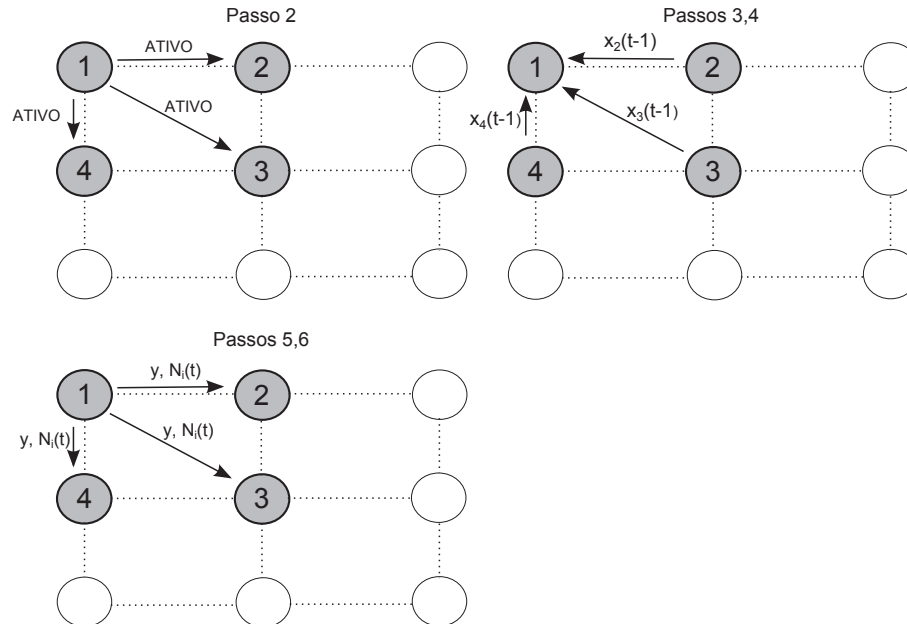 Passo 2
ATIVO
1
2
ATIVO
ATIVO
4
3
Passos 3,4
x₂(t-1)
1
2
x₄(t-1)
x₃(t-1)
4
3
Passos 5,6
y, Nᵢ(t)
1
2
y, Nᵢ(t)
y, Nᵢ(t)
4
3